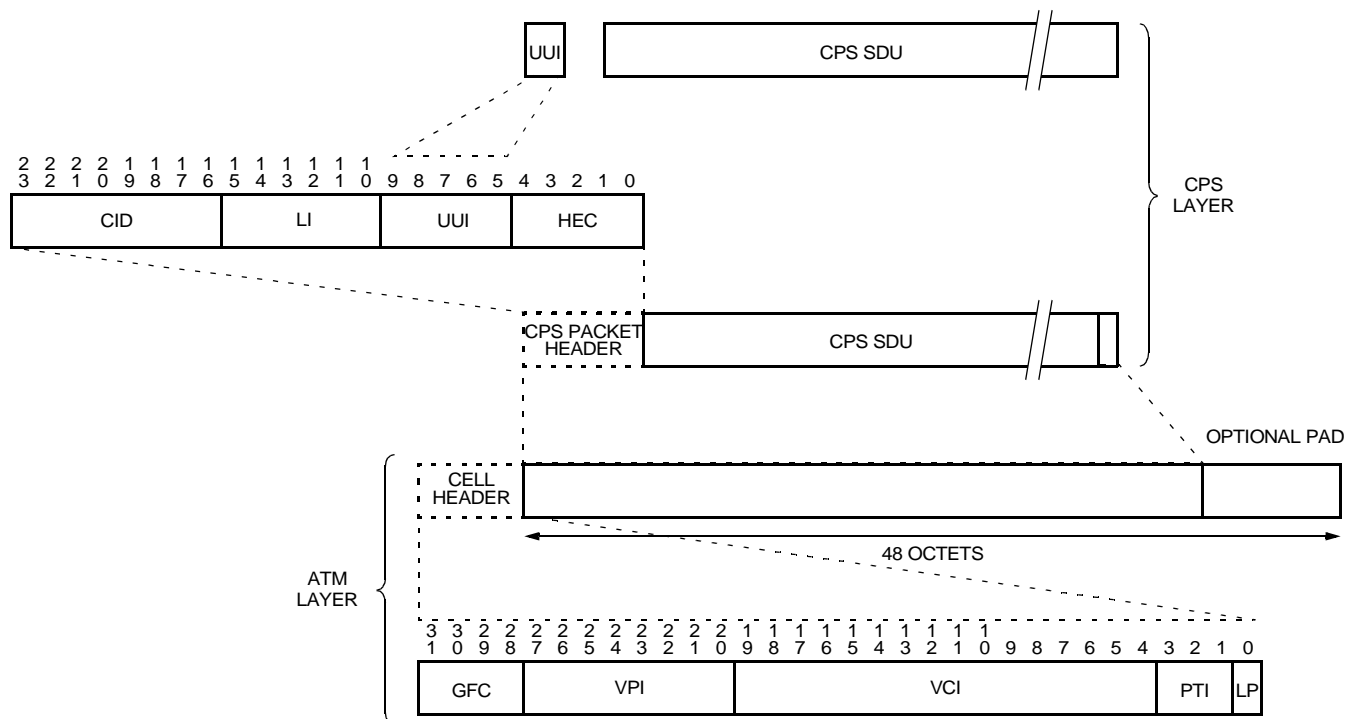 UUI
CPS SDU
2 2 2 2 1 1 1 1 1 1 1 1 1 1
3 2 1 0 9 8 7 6 5 4 3 2 1 0 9 8 7 6 5 4 3 2 1 0
CID
LI
UUI
HEC
CPS
LAYER
CPS PACKET
HEADER
CPS SDU
OPTIONAL PAD
CELL
HEADER
48 OCTETS
ATM
LAYER
3 3 2 2 2 2 2 2 2 2 2 2 1 1 1 1 1 1 1 1 1 1
1 0 9 8 7 6 5 4 3 2 1 0 9 8 7 6 5 4 3 2 1 0 9 8 7 6 5 4 3 2 1 0
GFC
VPI
VCI
PTI
LP